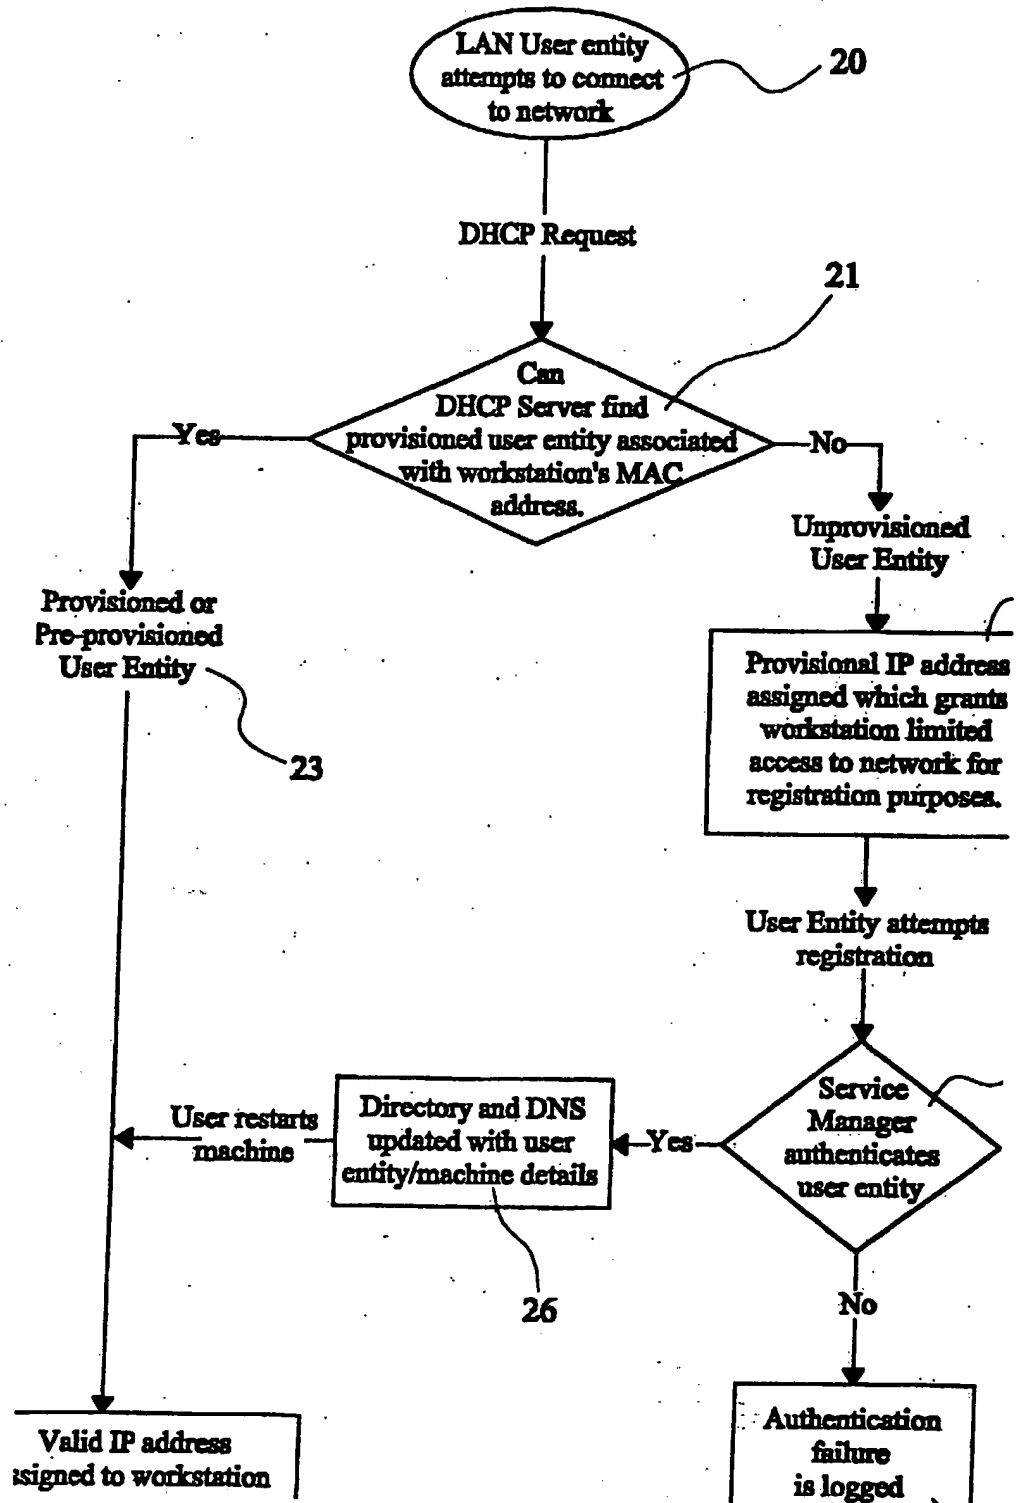 LAN User entity
attempts to connect
to network
20
DHCP Request
21
Can
DHCP Server find
provisioned user entity associated
with workstation's MAC
address.
Yes
No
Unprovisioned
User Entity
Provisioned or
Pre-provisioned
User Entity
23
Provisional IP address
assigned which grants
workstation limited
access to network for
registration purposes.
User Entity attempts
registration
Service
Manager
authenticates
user entity
Yes
Directory and DNS
updated with user
entity/machine details
User restarts
machine
26
No
Valid IP address
ssigned to workstation
Authentication
failure
is logged